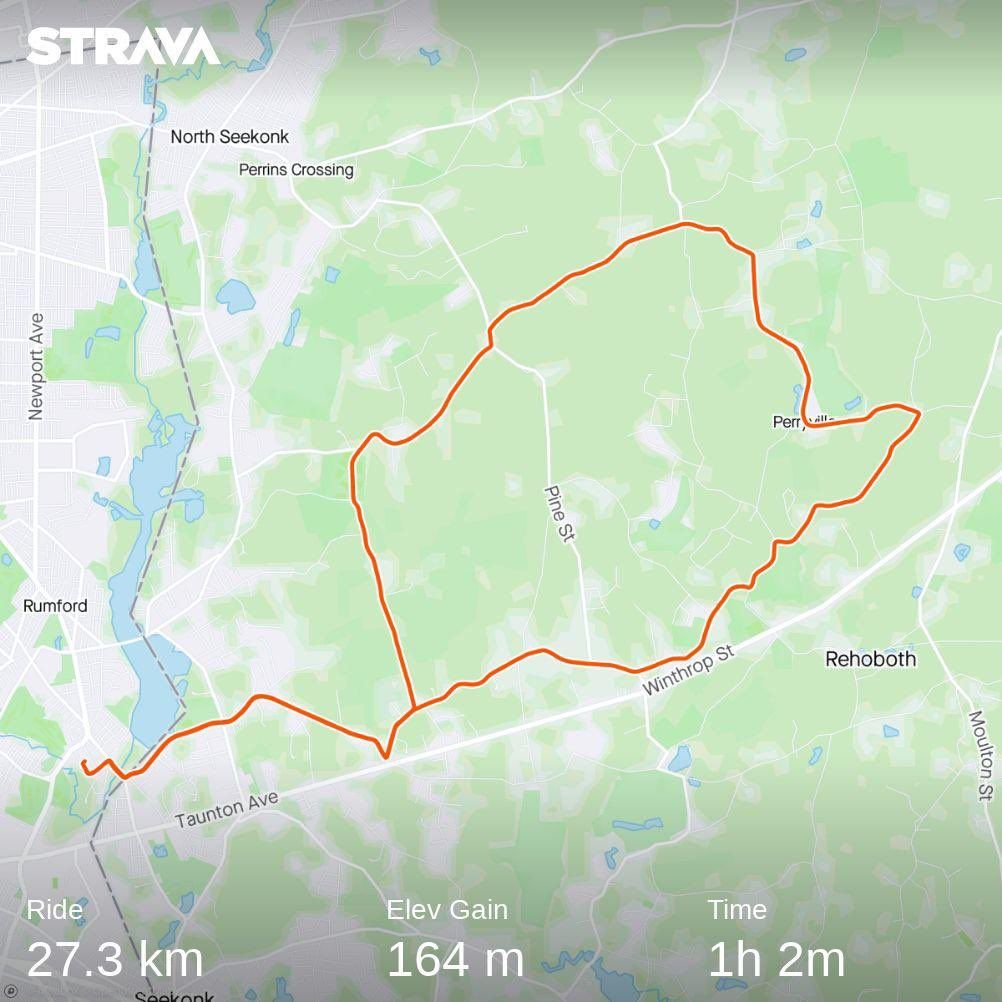 STRAVA
North Seekonk
Perrins Crossing
Newport Ave
Pine St
Rumford
Winthrop St
Rehoboth
Moulton St
Taunton Ave
Ride
27.3 km
Elev Gain
164 m
Time
1h 2m
Seekonk